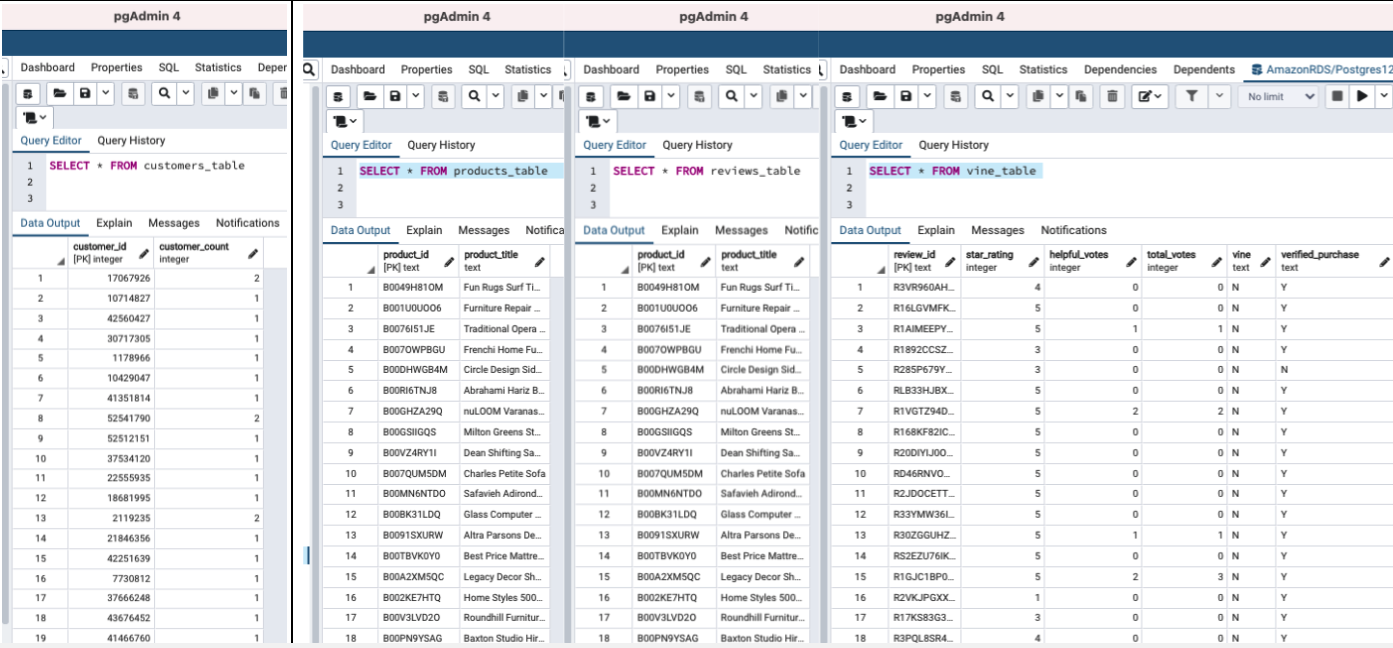 pgAdmin 4
Dashboard Properties SQL Statistics Deper
Query Editor Query History
1 SELECT * FROM customers_table
2
3
Data Output Explain Messages Notifications
customer_id [PK] integer customer_count integer
1 17067926 2
2 10714827 1
3 42560427 1
4 30717305 1
5 1178966 1
6 10429047 1
7 41351814 1
8 52541790 2
9 52512151 1
10 37534120 1
11 22555935 1
12 18681995 1
13 2119235 2
14 21846356 1
15 42251639 1
16 7730812 1
17 37666248 1
18 43676452 1
19 41466760 1
pgAdmin 4
Dashboard Properties SQL Statistics
Query Editor Query History
1 SELECT * FROM products_table
2
3
Data Output Explain Messages Notifica
product_id [PK] text product_title text
1 B0049H81OM Fun Rugs Surf Ti...
2 B001U0UOO6 Furniture Repair ...
3 B0076I51JE Traditional Opera ...
4 B007OWPBGU Frenchi Home Fu...
5 B00DHWGB4M Circle Design Sid...
6 B00RI6TNJ8 Abrahami Hariz B...
7 B00GHZA29Q nuLOOM Varanas...
8 B00GSIIGQS Milton Greens St...
9 B00VZ4RY1I Dean Shifting Sa...
10 B007QUM5DM Charles Petite Sofa
11 B00MN6NTDO Safavieh Adirond...
12 B00BK31LDQ Glass Computer ...
13 B0091SXURW Altra Parsons De...
14 B00TBVK0Y0 Best Price Mattre...
15 B00A2XM5QC Legacy Decor Sh...
16 B002KE7HTQ Home Styles 500...
17 B00V3LVD2O Roundhill Furnitur...
18 B00PN9YSAG Baxton Studio Hir...
pgAdmin 4
Dashboard Properties SQL Statistics
Query Editor Query History
1 SELECT * FROM reviews_table
2
3
Data Output Explain Messages Notific
product_id [PK] text product_title text
1 B0049H81OM Fun Rugs Surf Ti...
2 B001U0UOO6 Furniture Repair ...
3 B0076I51JE Traditional Opera ...
4 B007OWPBGU Frenchi Home Fu...
5 B00DHWGB4M Circle Design Sid...
6 B00RI6TNJ8 Abrahami Hariz B...
7 B00GHZA29Q nuLOOM Varanas...
8 B00GSIIGQS Milton Greens St...
9 B00VZ4RY1I Dean Shifting Sa...
10 B007QUM5DM Charles Petite Sofa
11 B00MN6NTDO Safavieh Adirond...
12 B00BK31LDQ Glass Computer ...
13 B0091SXURW Altra Parsons De...
14 B00TBVK0Y0 Best Price Mattre...
15 B00A2XM5QC Legacy Decor Sh...
16 B002KE7HTQ Home Styles 500...
17 B00V3LVD2O Roundhill Furnitur...
18 B00PN9YSAG Baxton Studio Hir...
pgAdmin 4
Dashboard Properties SQL Statistics Dependencies Dependents AmazonRDS/Postgres12
No limit
Query Editor Query History
1 SELECT * FROM vine_table
2
3
Data Output Explain Messages Notifications
review_id [PK] text star_rating integer helpful_votes integer total_votes integer vine text verified_purchase text
1 R3VR960AH... 4 0 0 N Y
2 R16LGVMFK... 5 0 0 N Y
3 R1AIMEEPY... 5 1 1 N Y
4 R1892CCSZ... 3 0 0 N Y
5 R285P679Y... 3 0 0 N N
6 RLB33HJBX... 5 0 0 N Y
7 R1VGTZ94D... 5 2 2 N Y
8 R168KF82IC... 5 0 0 N Y
9 R20DIYIJ0O... 5 0 0 N Y
10 RD46RNVO... 5 0 0 N Y
11 R2JDOCETT... 5 0 0 N Y
12 R33YMW36I... 5 0 0 N Y
13 R30ZGGUHZ... 5 1 1 N Y
14 RS2EZU76IK... 5 0 0 N Y
15 R1GJC1BP0... 5 2 3 N Y
16 R2VKJPGXX... 1 0 0 N Y
17 R17KS83G3... 5 0 0 N Y
18 R3PQL8SR4... 4 0 0 N Y